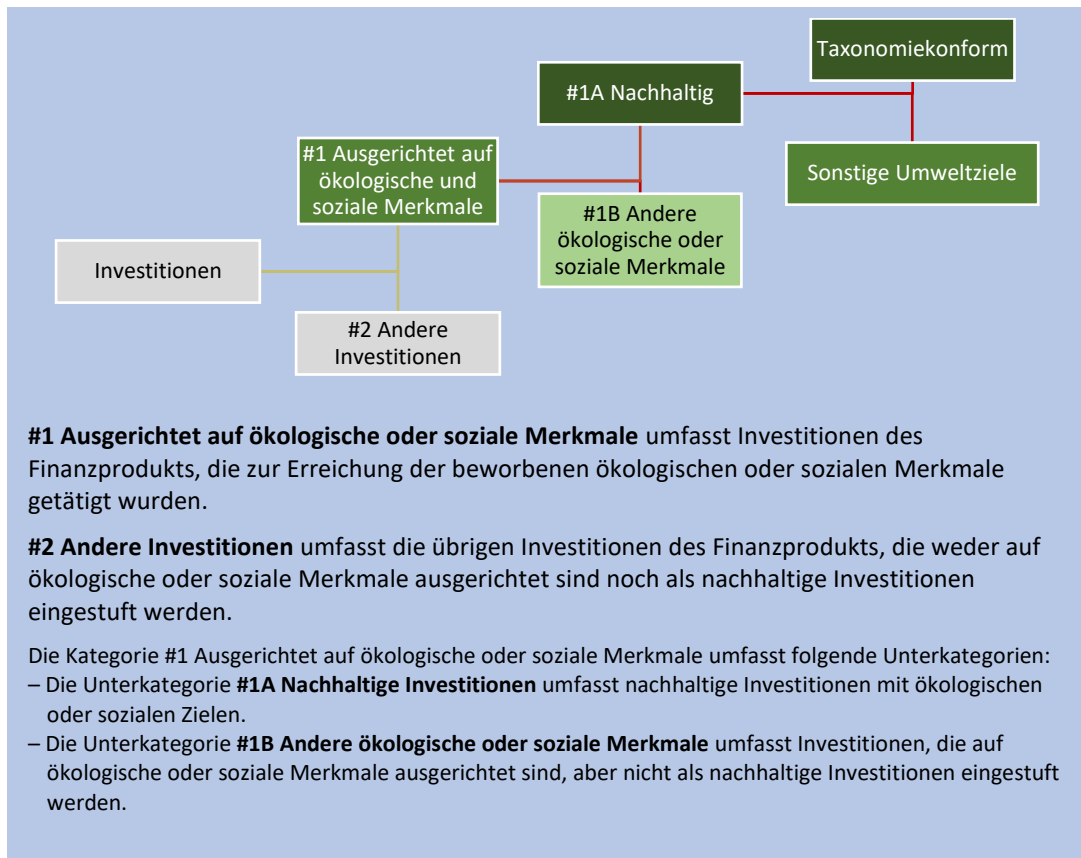 Taxonomiekonform
#1A Nachhaltig
#1 Ausgerichtet auf
ökologische und
soziale Merkmale
Sonstige Umweltziele
#1B Andere
ökologische oder
soziale Merkmale
Investitionen
#2 Andere
Investitionen
#1 Ausgerichtet auf ökologische oder soziale Merkmale umfasst Investitionen des
Finanzprodukts, die zur Erreichung der beworbenen ökologischen oder sozialen Merkmale
getätigt wurden.
#2 Andere Investitionen umfasst die übrigen Investitionen des Finanzprodukts, die weder auf
ökologische oder soziale Merkmale ausgerichtet sind noch als nachhaltige Investitionen
eingestuft werden.
Die Kategorie #1 Ausgerichtet auf ökologische oder soziale Merkmale umfasst folgende Unterkategorien:
– Die Unterkategorie #1A Nachhaltige Investitionen umfasst nachhaltige Investitionen mit ökologischen
oder sozialen Zielen.
– Die Unterkategorie #1B Andere ökologische oder soziale Merkmale umfasst Investitionen, die auf
ökologische oder soziale Merkmale ausgerichtet sind, aber nicht als nachhaltige Investitionen eingestuft
werden.